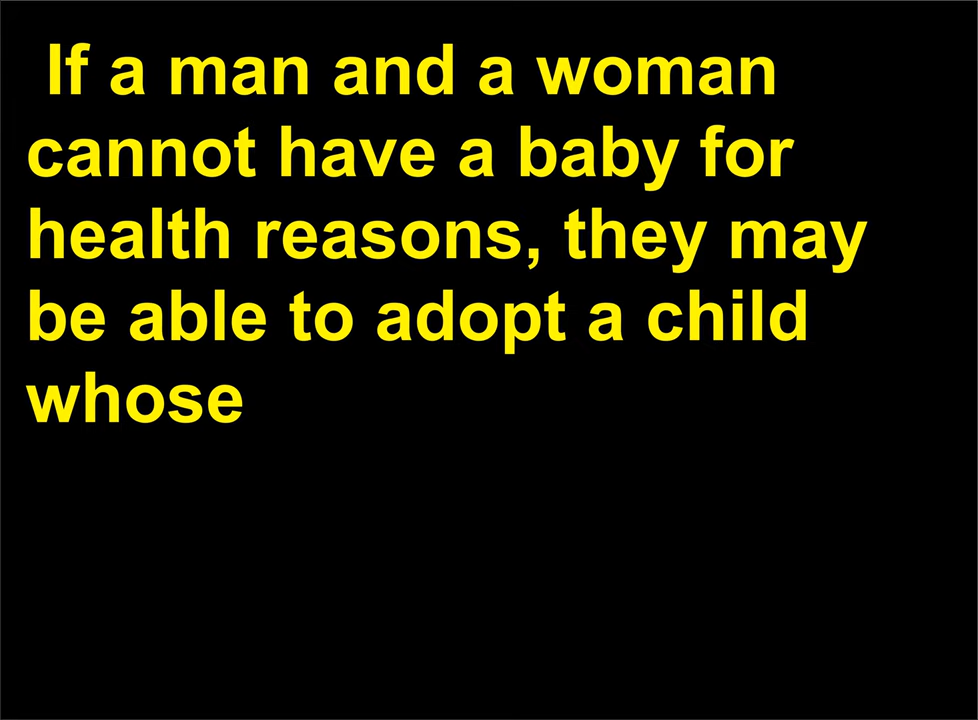 If a man and a woman
cannot have a baby for
health reasons, they may
be able to adopt a child
whose